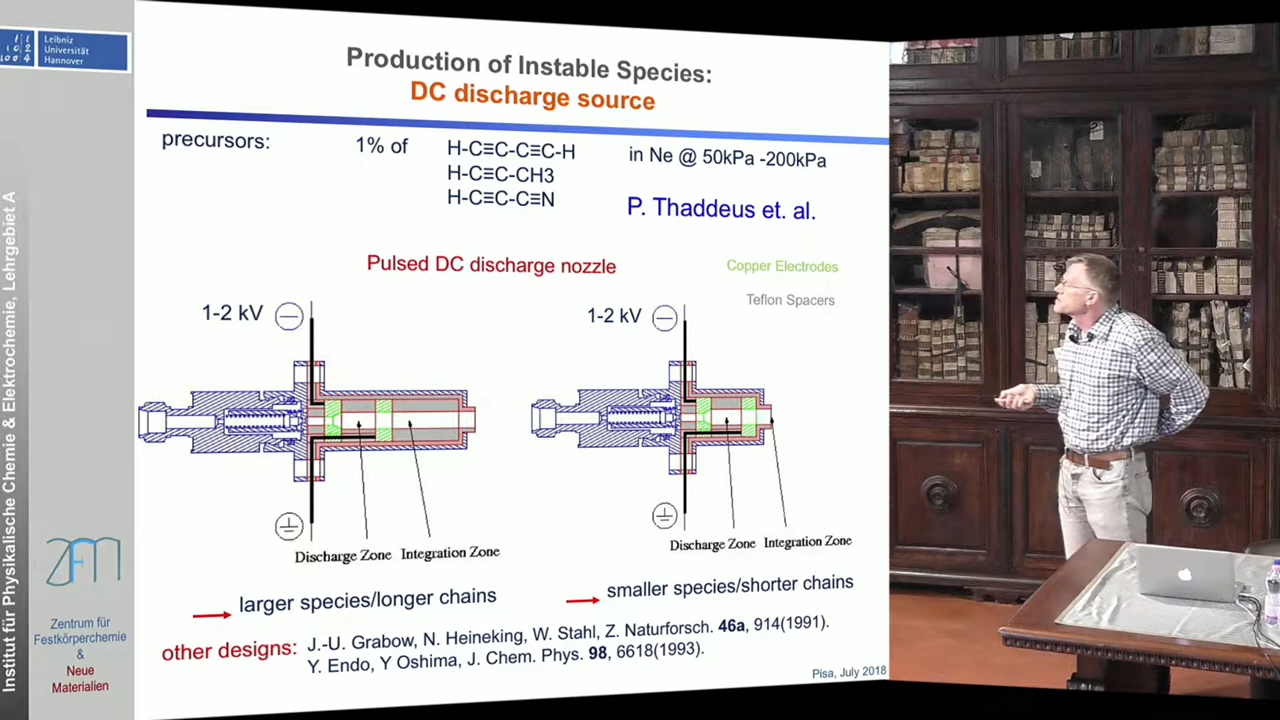 Leibniz
Universität
Hannover
Production of Instable Species:
DC discharge source
precursors:
1% of
H-C≡C-C≡C-H
H-C≡C-CH3
H-C≡C-C≡N
in Ne @ 50kPa -200kPa
P. Thaddeus et. al.
Pulsed DC discharge nozzle
Copper Electrodes
Teflon Spacers
1-2 kV
Discharge Zone
Integration Zone
larger species/longer chains
1-2 kV
Discharge Zone
Integration Zone
smaller species/shorter chains
other designs:
J.-U. Grabow, N. Heineking, W. Stahl, Z. Naturforsch. 46a, 914(1991).
Y. Endo, Y Oshima, J. Chem. Phys. 98, 6618(1993).
Pisa, July 2018
Institut für Physikalische Chemie & Elektrochemie, Lehrgebiet A
ZFM
Zentrum für
Festkörperchemie
&
Neue
Materialien